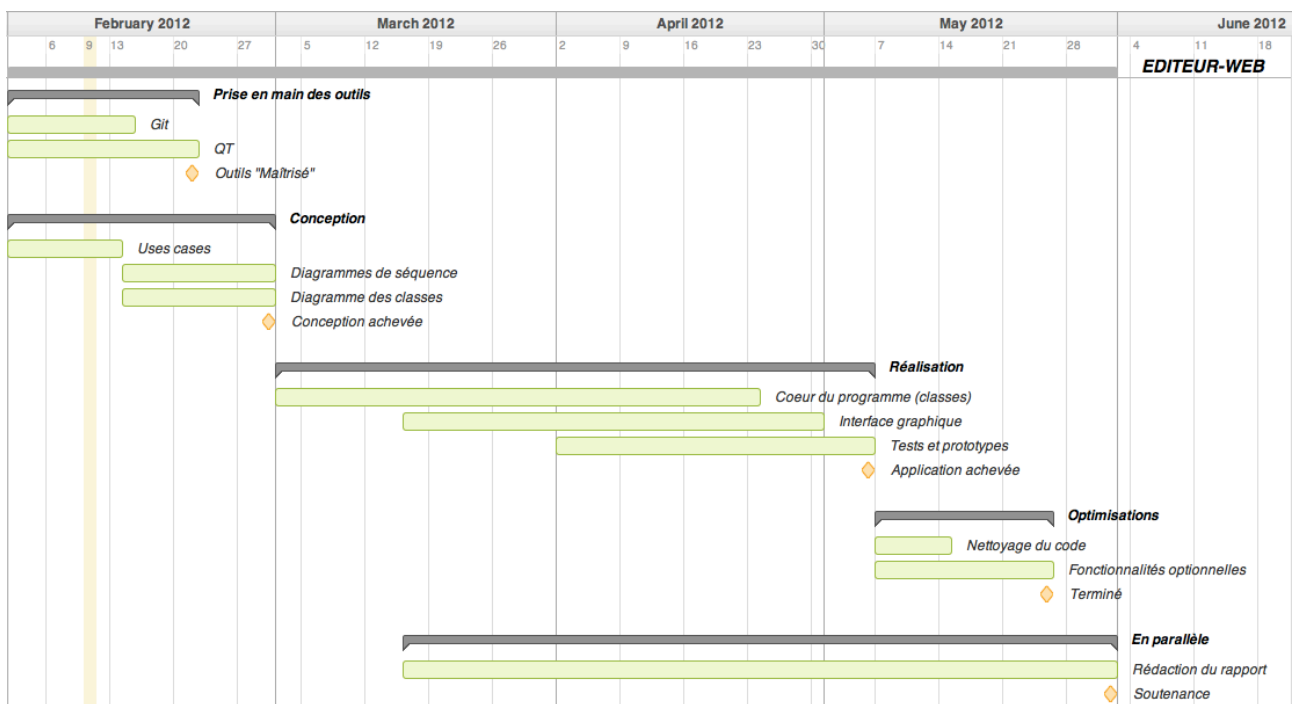 February 2012 March 2012 April 2012 May 2012 June 2012
6 9 13 20 27 5 12 19 26 2 9 16 23 30 7 14 21 28 4 11 18
EDITEUR-WEB
Prise en main des outils
Git
QT
Outils "Maîtrisé"
Conception
Uses cases
Diagrammes de séquence
Diagramme des classes
Conception achevée
Réalisation
Coeur du programme (classes)
Interface graphique
Tests et prototypes
Application achevée
Optimisations
Nettoyage du code
Fonctionnalités optionnelles
Terminé
En parallèle
Rédaction du rapport
Soutenance